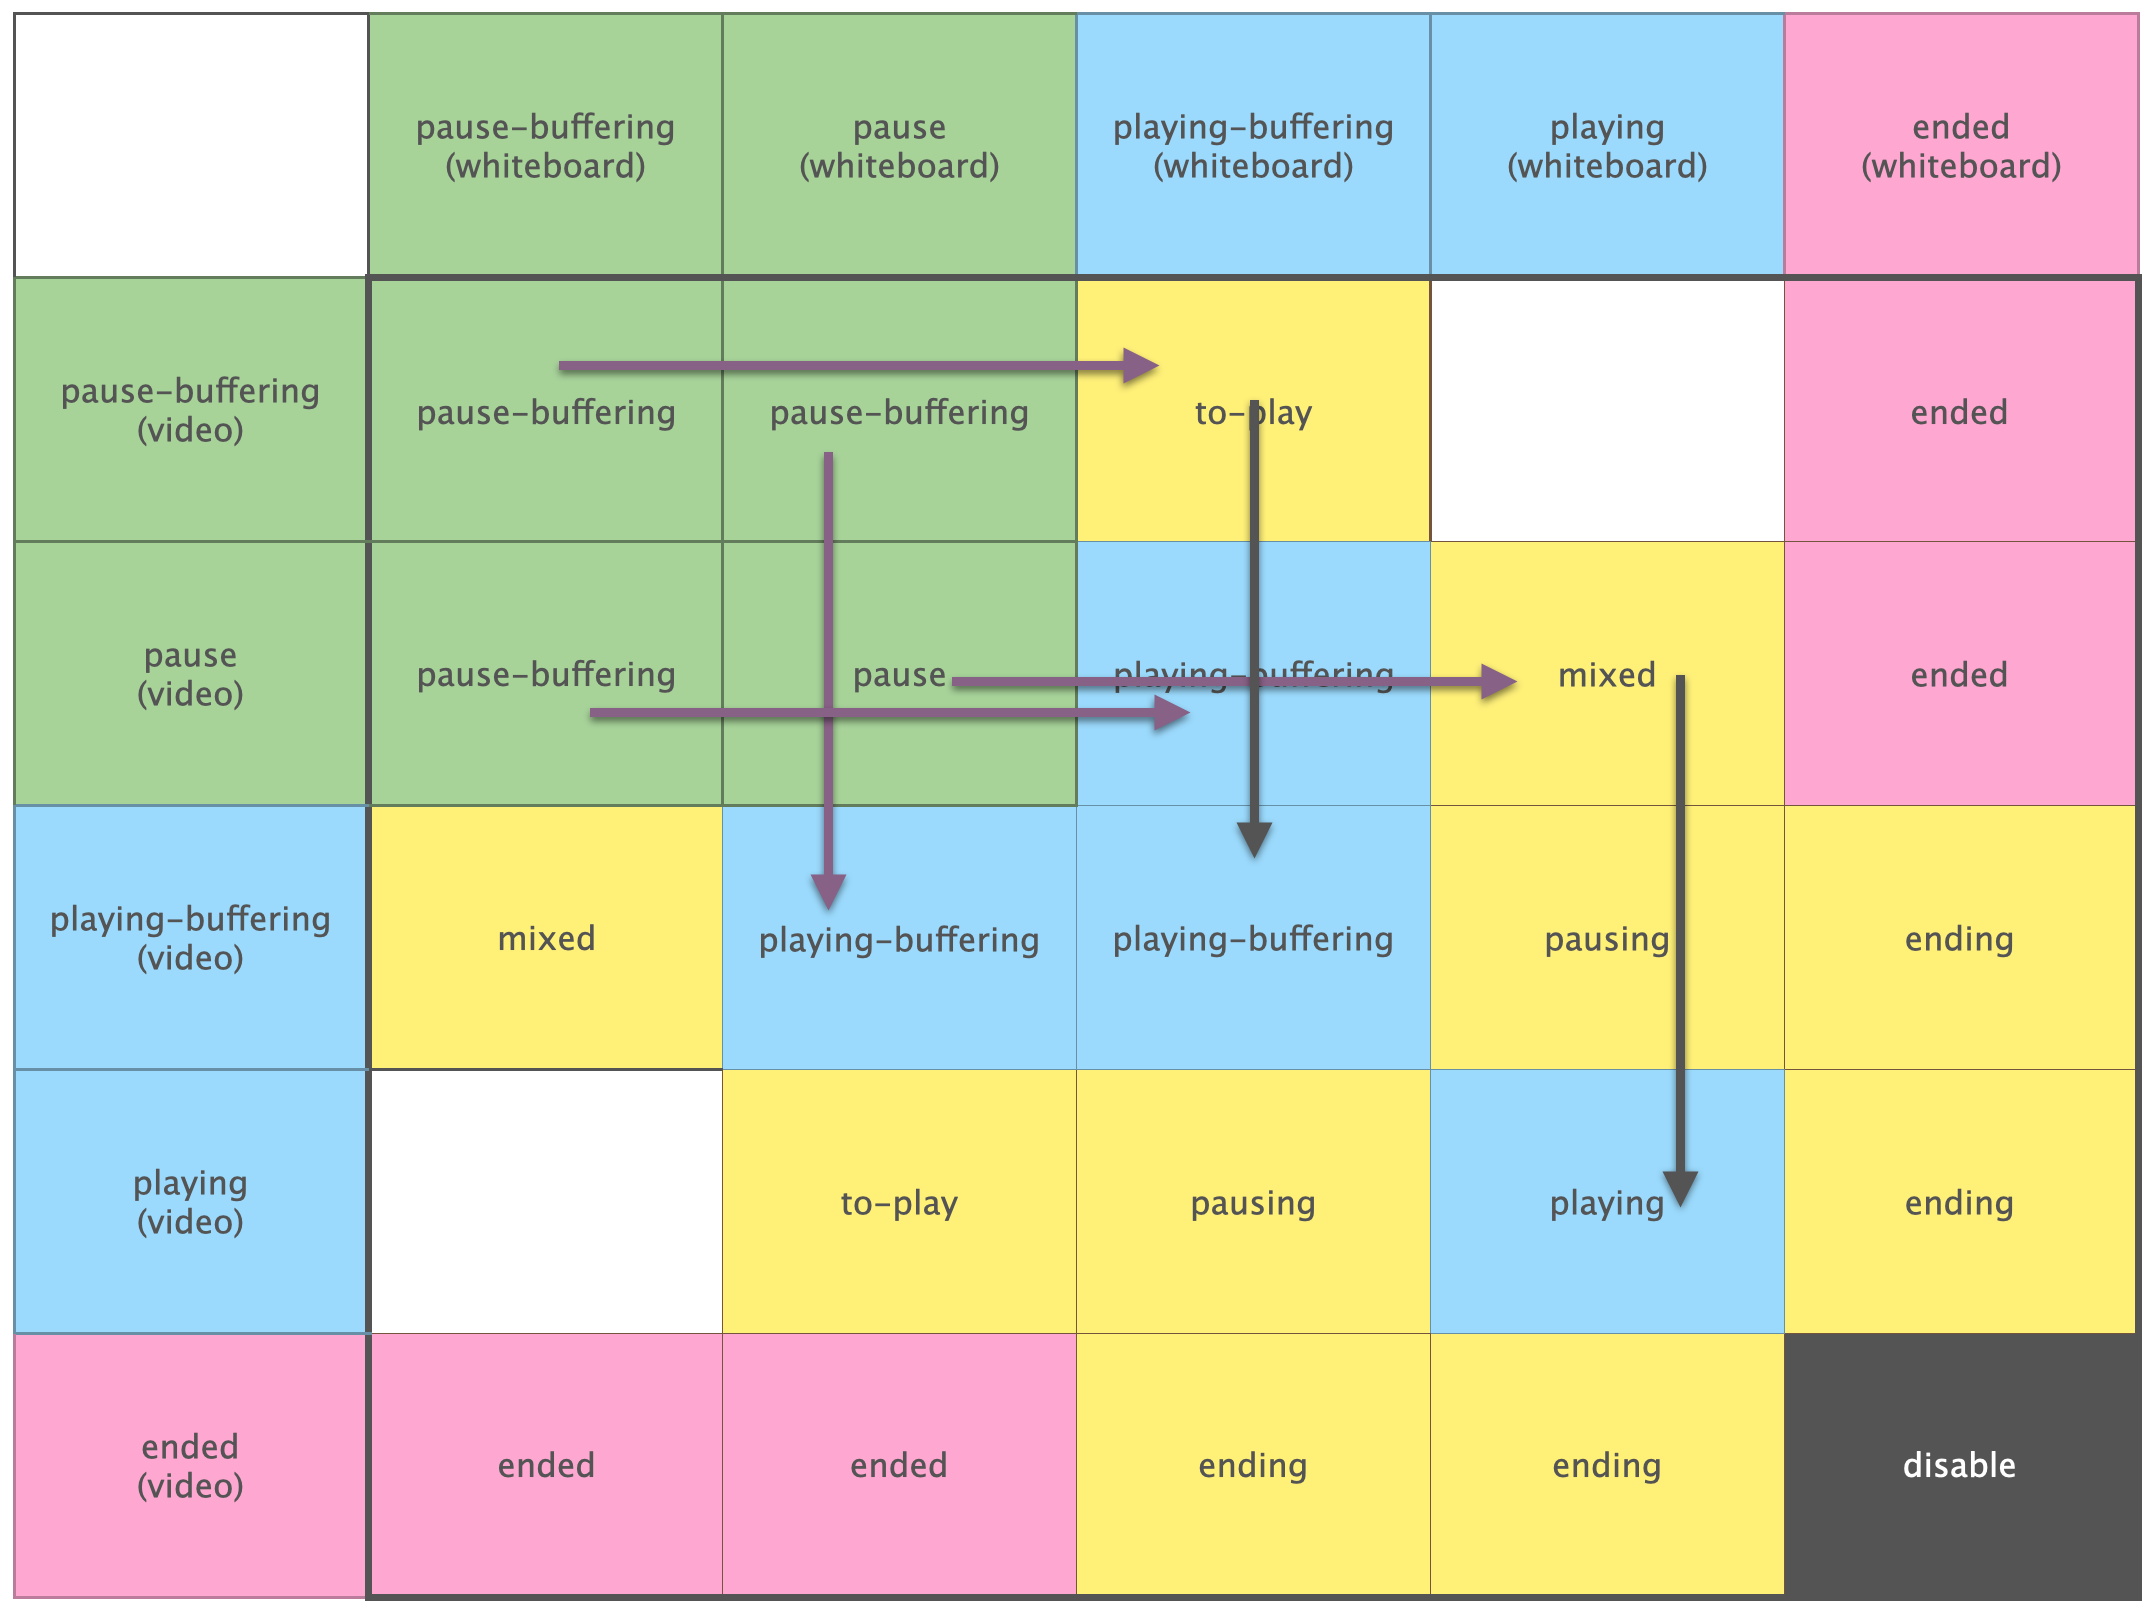 pause-buffering
(whiteboard)
pause
(whiteboard)
playing-buffering
(whiteboard)
playing
(whiteboard)
ended
(whiteboard)
pause-buffering
(video)
pause-buffering
pause-buffering
to-play
ended
pause
(video)
pause-buffering
pause
playing-buffering
mixed
ended
playing-buffering
(video)
mixed
playing-buffering
playing-buffering
pausing
ending
playing
(video)
to-play
pausing
playing
ending
ended
(video)
ended
ended
ending
ending
disable